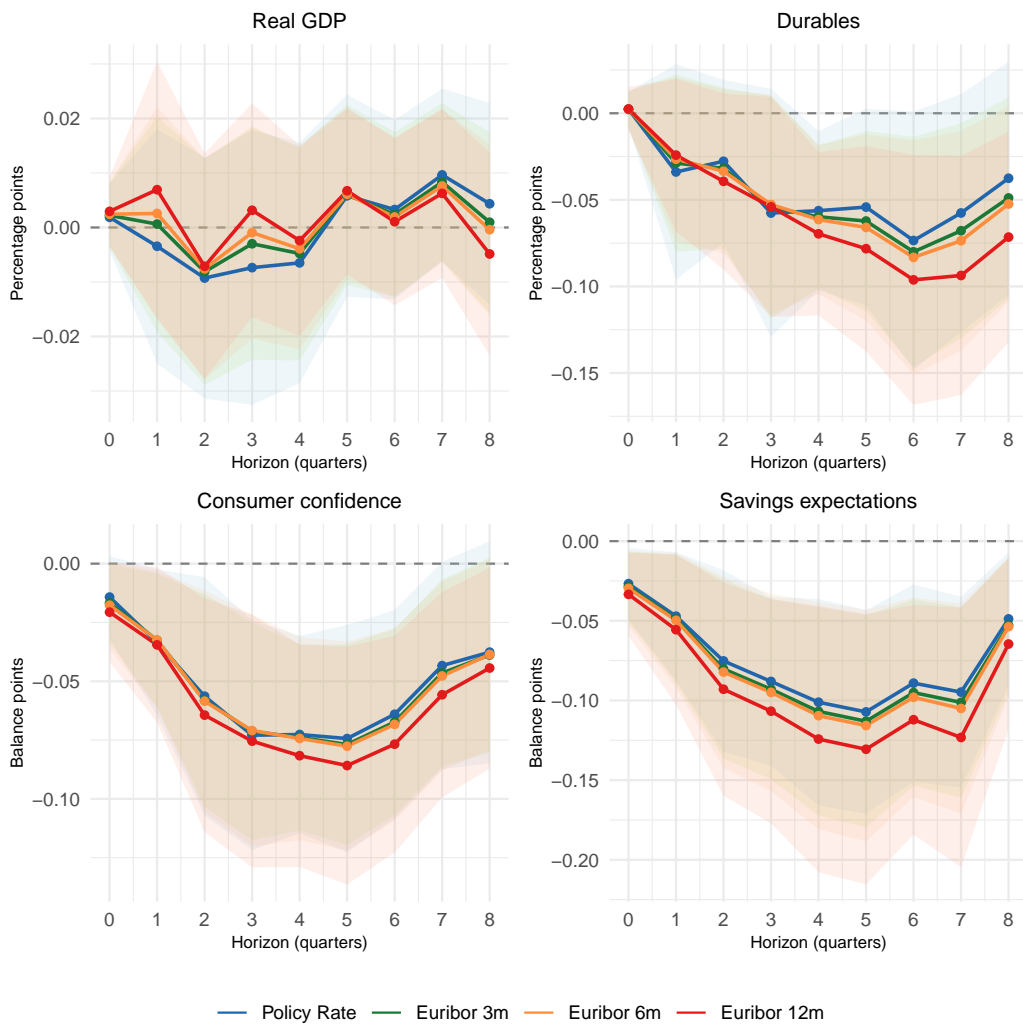 Real GDP
Durables
Percentage points
0.02
0.00
−0.02
0 1 2 3 4 5 6 7 8
Horizon (quarters)
Percentage points
0.00
−0.05
−0.10
−0.15
0 1 2 3 4 5 6 7 8
Horizon (quarters)
Consumer confidence
Savings expectations
Balance points
0.00
−0.05
−0.10
0 1 2 3 4 5 6 7 8
Horizon (quarters)
Balance points
0.00
−0.05
−0.10
−0.15
−0.20
0 1 2 3 4 5 6 7 8
Horizon (quarters)
Policy Rate Euribor 3m Euribor 6m Euribor 12m